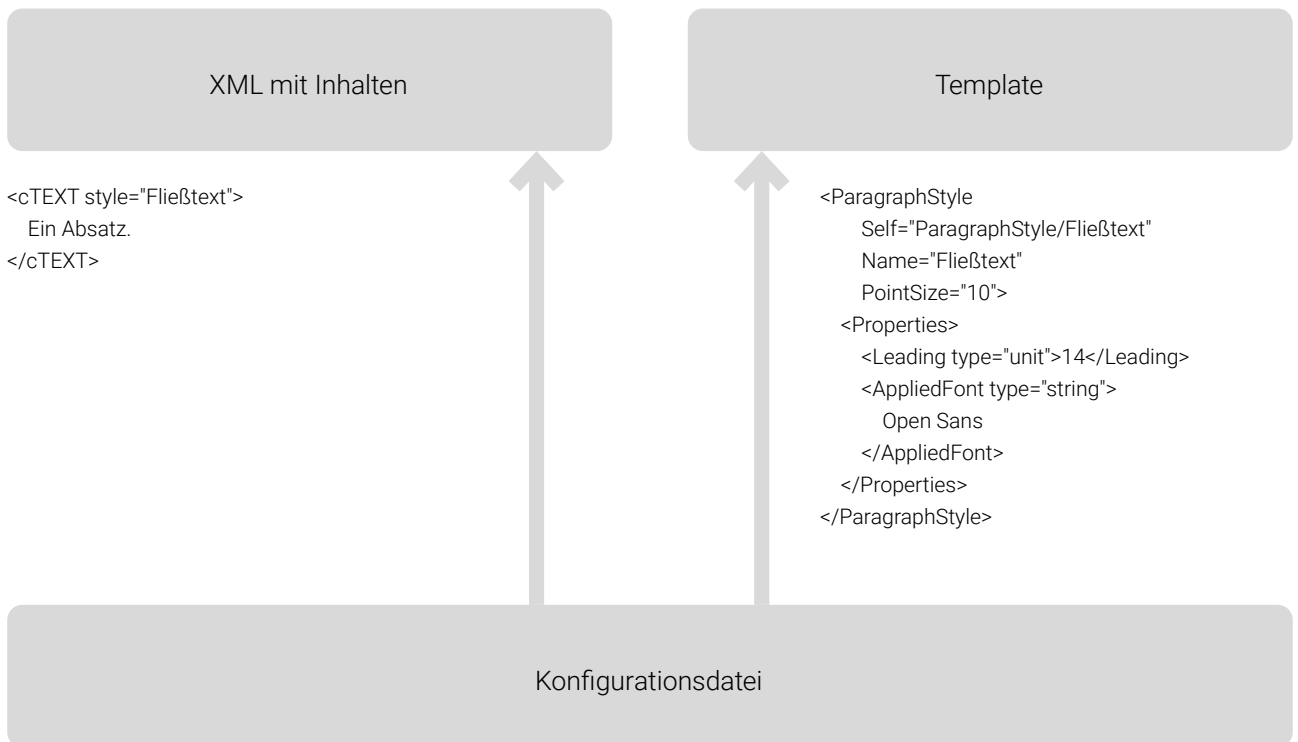 XML mit Inhalten
Template
<cTEXT style="Fließtext">
Ein Absatz.
</cTEXT>
<ParagraphStyle
Self="ParagraphStyle/Fließtext"
Name="Fließtext"
PointSize="10">
<Properties>
<Leading type="unit">14</Leading>
<AppliedFont type="string">
Open Sans
</AppliedFont>
</Properties>
</ParagraphStyle>
Konfigurationsdatei